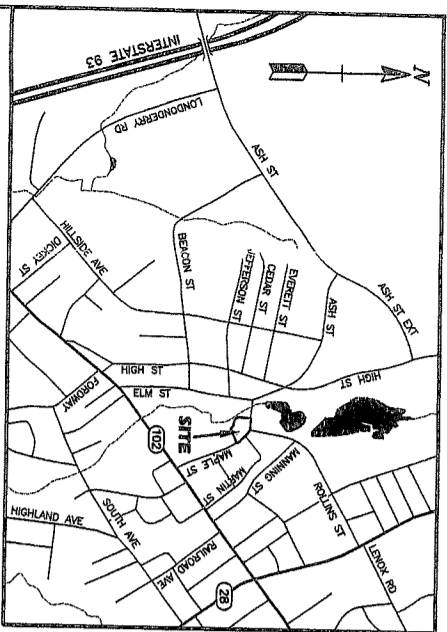 N
INTERSTATE 93
LONDONDERRY RD
ASH ST
ASH ST EXT
HILLSIDE AVE
DICKEY ST
BEACON ST
JEFFERSON ST
CEDAR ST
EVERETT ST
ASH ST
HIGH ST
HIGH ST
ELM ST
FORDWAY
SITE
102
MAPLE ST
MARTIN ST
MANNING ST
ROLLINS ST
LENOX RD
HIGHLAND AVE
SOUTH AVE
RAILROAD AVE
28